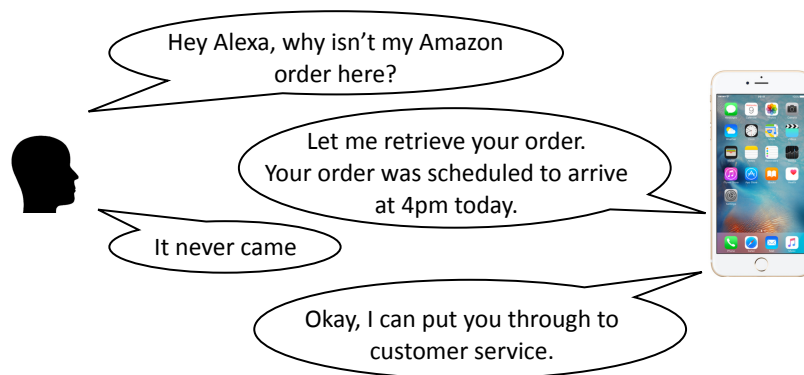 Hey Alexa, why isn’t my Amazon
order here?
Let me retrieve your order.
Your order was scheduled to arrive
at 4pm today.
It never came
Okay, I can put you through to
customer service.